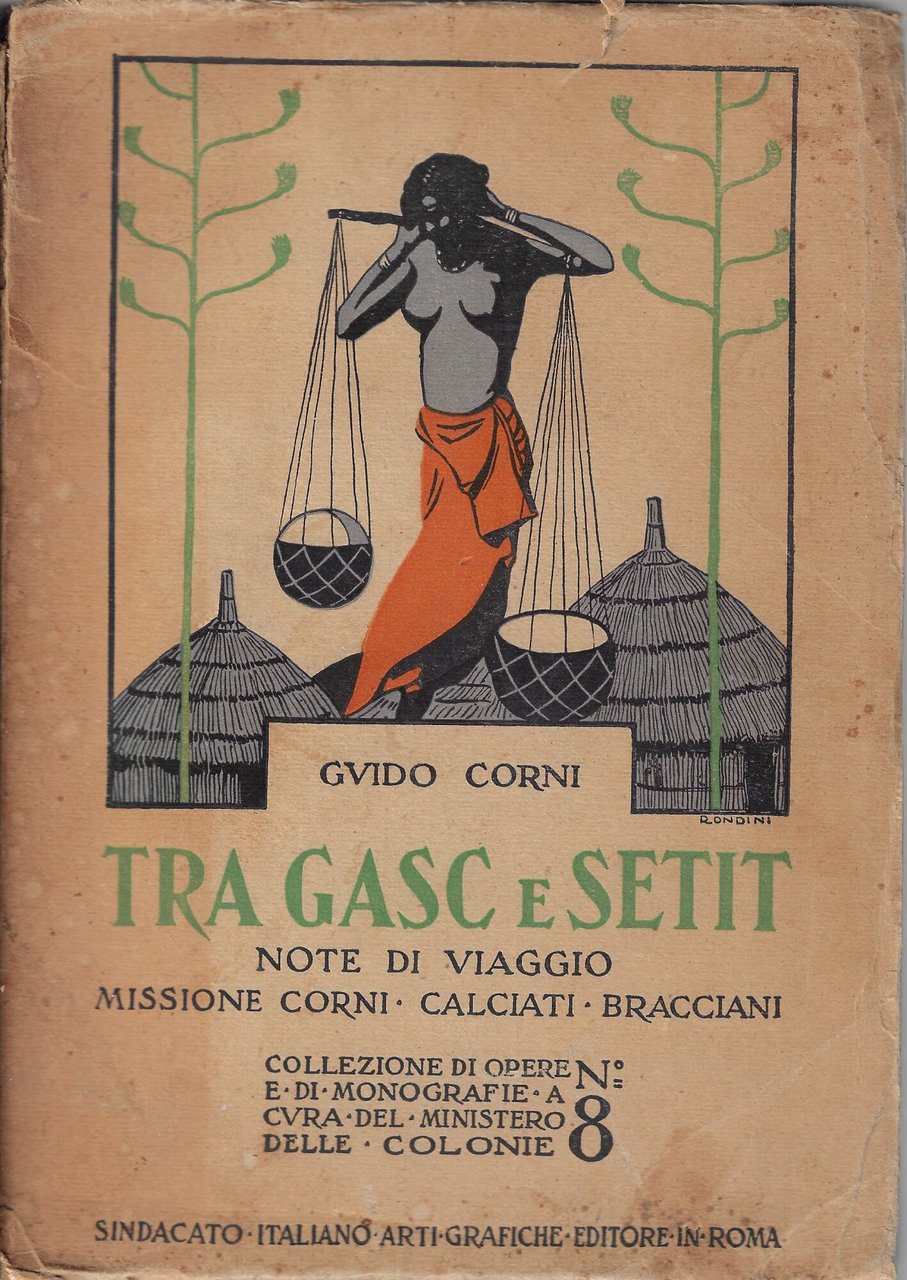 RONDINI
GVIDO CORNI
TRA GASC E SETIT
NOTE DI VIAGGIO
MISSIONE CORNI · CALCIATI · BRACCIANI
COLLEZIONE DI OPERE
E · DI · MONOGRAFIE · A
CVRA · DEL · MINISTERO
DELLE · COLONIE
Nº
8
SINDACATO · ITALIANO · ARTI · GRAFICHE · EDITORE · IN · ROMA